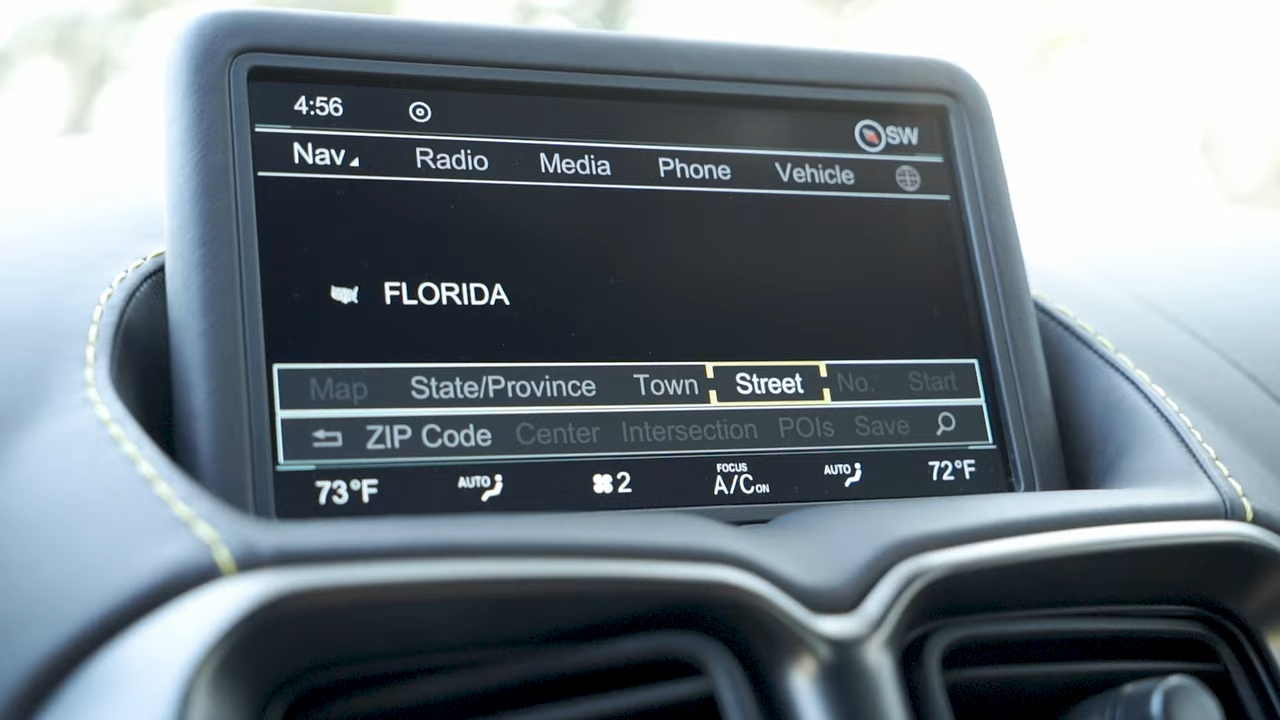 4:56 SW
Nav Radio Media Phone Vehicle
FLORIDA
Map State/Province Town Street No. Start
ZIP Code Center Intersection POIs Save
73°F AUTO 2 FOCUS A/C ON AUTO 72°F